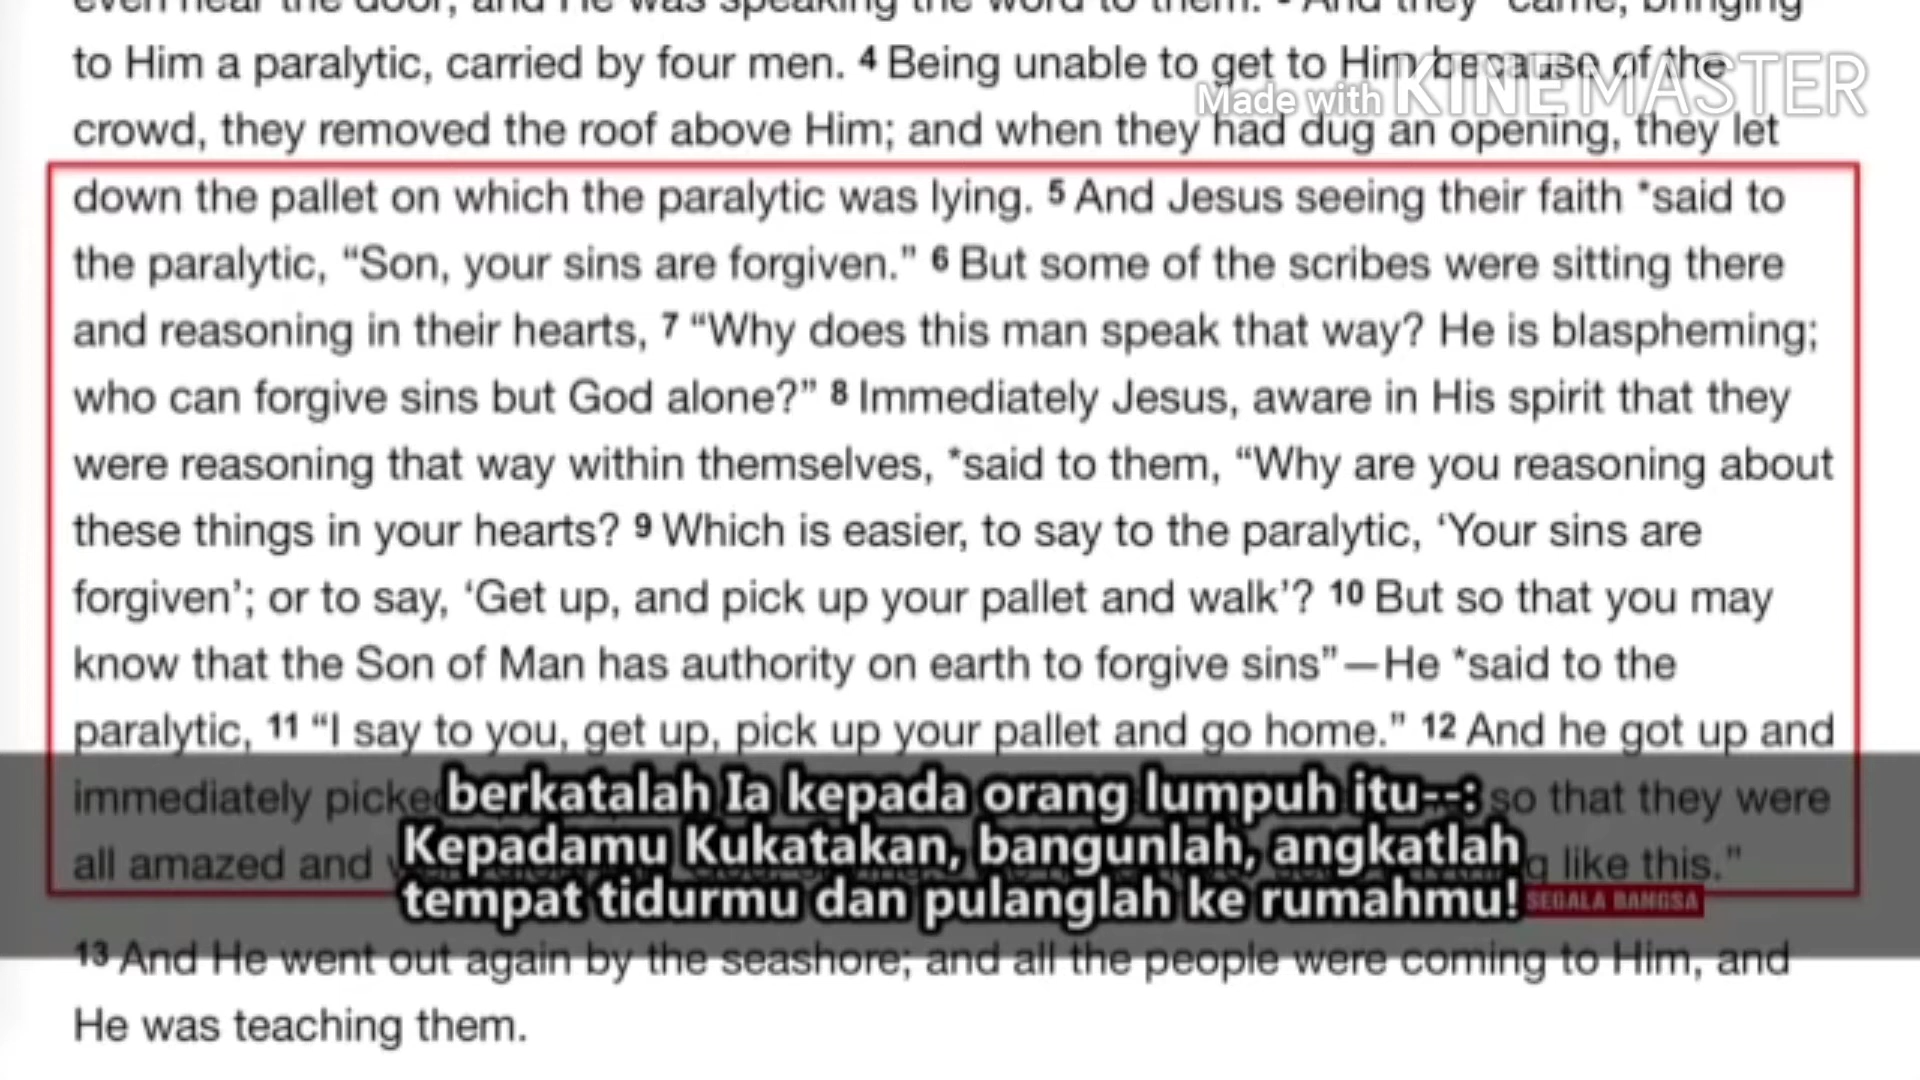 even near the door; and He was speaking the word to them. And they *came, bringing
to Him a paralytic, carried by four men. 4 Being unable to get to Him because of the
Made with KINEMASTER
crowd, they removed the roof above Him; and when they had dug an opening, they let
down the pallet on which the paralytic was lying. 5 And Jesus seeing their faith *said to
the paralytic, “Son, your sins are forgiven.” 6 But some of the scribes were sitting there
and reasoning in their hearts, 7 “Why does this man speak that way? He is blaspheming;
who can forgive sins but God alone?” 8 Immediately Jesus, aware in His spirit that they
were reasoning that way within themselves, *said to them, “Why are you reasoning about
these things in your hearts? 9 Which is easier, to say to the paralytic, ‘Your sins are
forgiven’; or to say, ‘Get up, and pick up your pallet and walk’? 10 But so that you may
know that the Son of Man has authority on earth to forgive sins”—He *said to the
paralytic, 11 “I say to you, get up, pick up your pallet and go home.” 12 And he got up and
immediately so that they were
all amazed and like this.”
berkatalah Ia kepada orang lumpuh itu--:
Kepadamu Kukatakan, bangunlah, angkatlah
tempat tidurmu dan pulanglah ke rumahmu!
SEGALA BANGSA
13 And He went out again by the seashore; and all the people were coming to Him, and
He was teaching them.